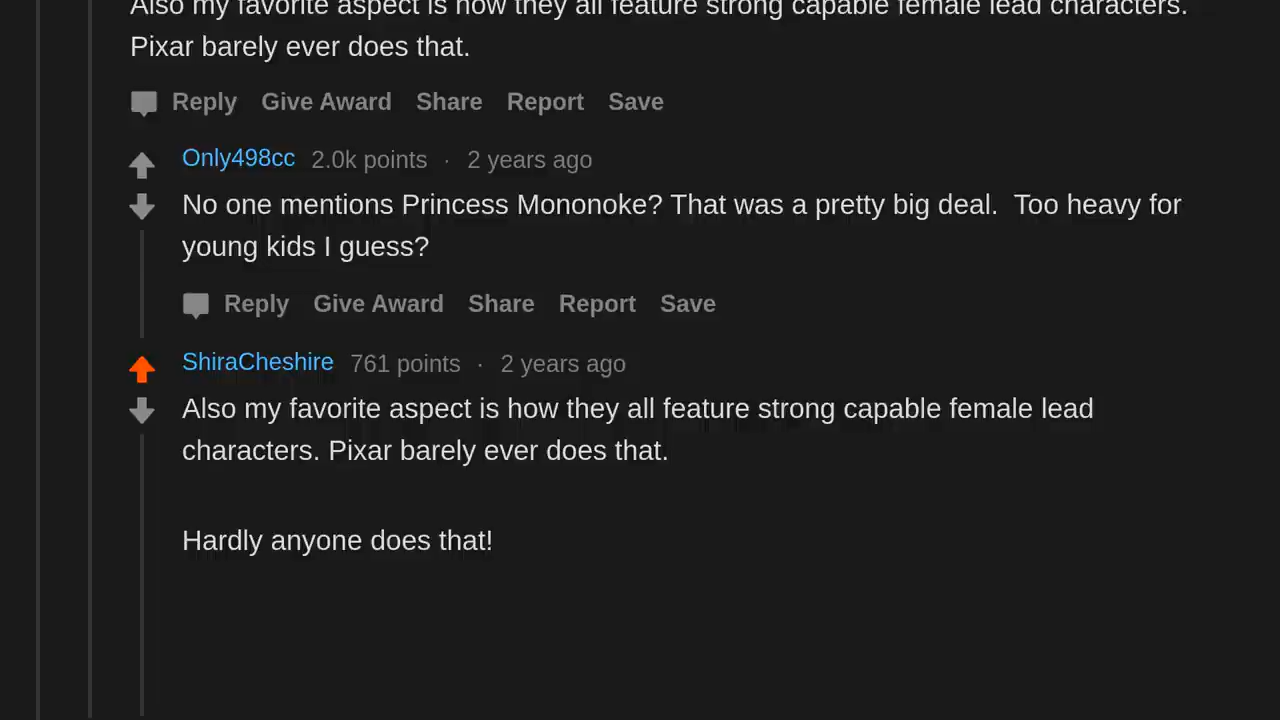 Also my favorite aspect is how they all feature strong capable female lead characters.
Pixar barely ever does that.
Reply Give Award Share Report Save
Only498cc 2.0k points · 2 years ago
No one mentions Princess Mononoke? That was a pretty big deal.  Too heavy for
young kids I guess?
Reply Give Award Share Report Save
ShiraCheshire 761 points · 2 years ago
Also my favorite aspect is how they all feature strong capable female lead
characters. Pixar barely ever does that.
Hardly anyone does that!